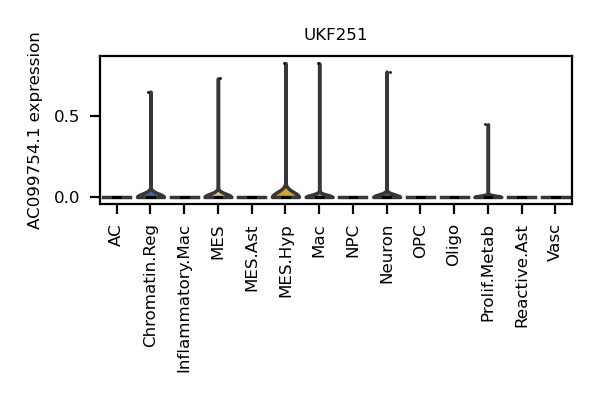 UKF251
AC099754.1 expression
0.5
0.0
AC
Chromatin.Reg
Inflammatory.Mac
MES
MES.Ast
MES.Hyp
Mac
NPC
Neuron
OPC
Oligo
Prolif.Metab
Reactive.Ast
Vasc